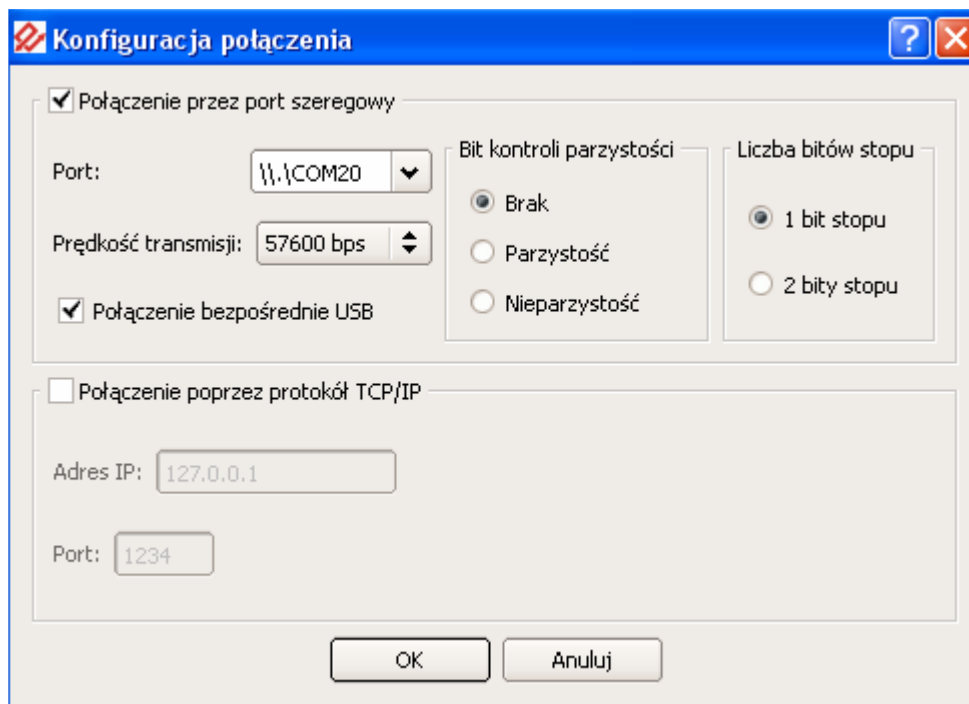 Konfiguracja połączenia
Połączenie przez port szeregowy
Port: \\.\COM20
Prędkość transmisji: 57600 bps
Połączenie bezpośrednie USB
Bit kontroli parzystości
Brak
Parzystość
Nieparzystość
Liczba bitów stopu
1 bit stopu
2 bity stopu
Połączenie poprzez protokół TCP/IP
Adres IP: 127.0.0.1
Port: 1234
OK Anuluj